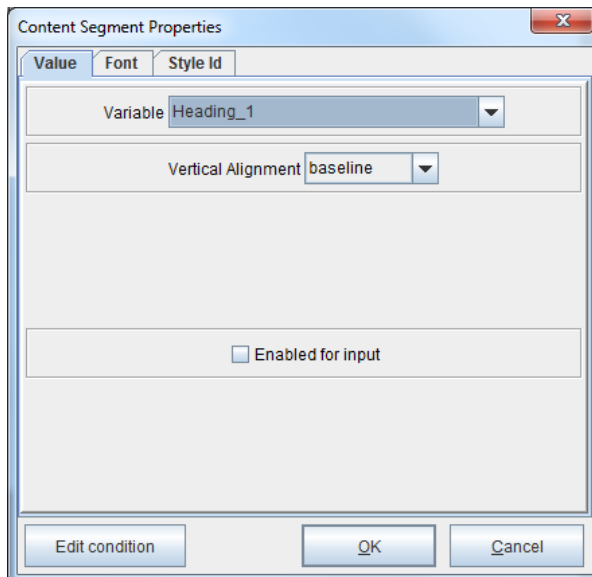 Content Segment Properties
Value Font Style Id
Variable Heading_1
Vertical Alignment baseline
Enabled for input
Edit condition OK Cancel